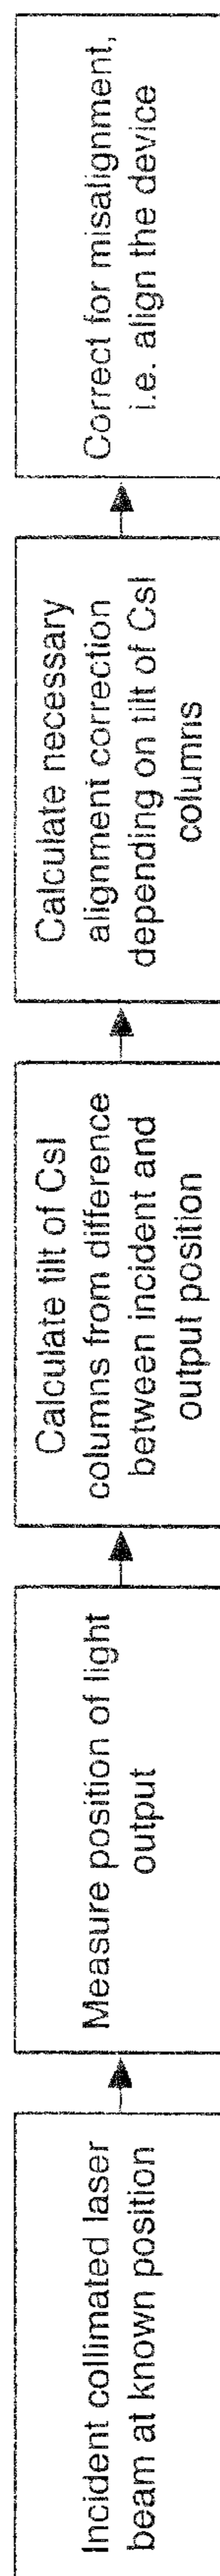 Incident collimated laser
beam at known position
Measure position of light
output
Calculate tilt of CsI
columns from difference
between incident and
output position
Calculate necessary
alignment correction
depending on tilt of CsI
columns
Correct for misalignment,
i.e. align the device